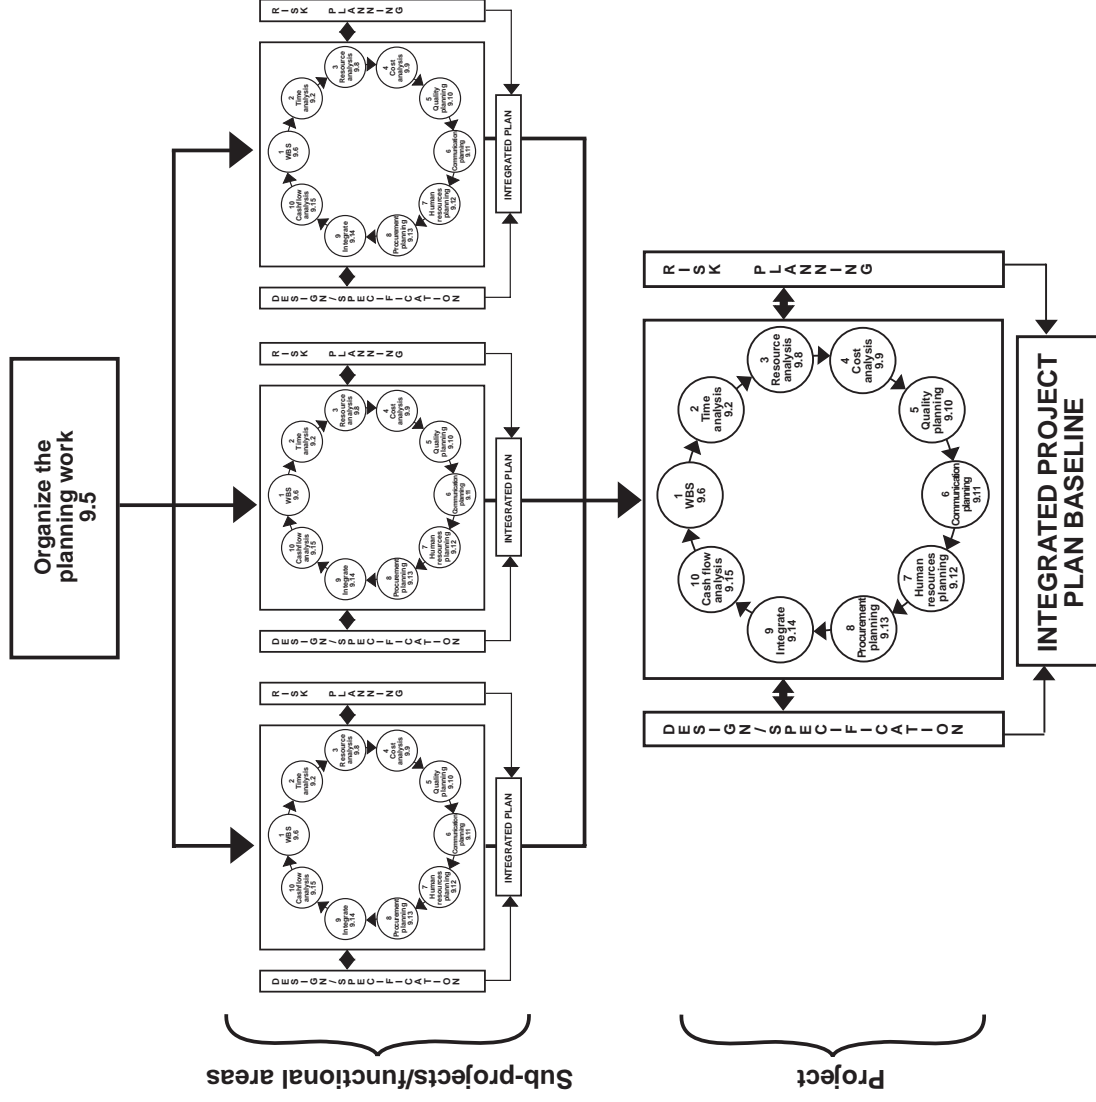 Organize the
planning work
9.5
Sub-projects/functional areas
DESIGN/SPECIFICATION
1
WBS
9.6
2
Time
analysis
9.2
3
Resource
analysis
9.8
4
Cost
analysis
9.9
5
Quality
planning
9.10
6
Communication
planning
9.11
7
Human
resources
planning
9.12
8
Procurement
planning
9.13
9
Integrate
9.14
10
Cashflow
analysis
9.15
RISK PLANNING
INTEGRATED PLAN
DESIGN/SPECIFICATION
1
WBS
9.6
2
Time
analysis
9.2
3
Resource
analysis
9.8
4
Cost
analysis
9.9
5
Quality
planning
9.10
6
Communication
planning
9.11
7
Human
resources
planning
9.12
8
Procurement
planning
9.13
9
Integrate
9.14
10
Cashflow
analysis
9.15
RISK PLANNING
INTEGRATED PLAN
DESIGN/SPECIFICATION
1
WBS
9.6
2
Time
analysis
9.2
3
Resource
analysis
9.8
4
Cost
analysis
9.9
5
Quality
planning
9.10
6
Communication
planning
9.11
7
Human
resources
planning
9.12
8
Procurement
planning
9.13
9
Integrate
9.14
10
Cashflow
analysis
9.15
RISK PLANNING
INTEGRATED PLAN
Project
DESIGN/SPECIFICATION
1
WBS
9.6
2
Time
analysis
9.2
3
Resource
analysis
9.8
4
Cost
analysis
9.9
5
Quality
planning
9.10
6
Communication
planning
9.11
7
Human
resources
planning
9.12
8
Procurement
planning
9.13
9
Integrate
9.14
10
Cash flow
analysis
9.15
RISK PLANNING
INTEGRATED PROJECT
PLAN BASELINE